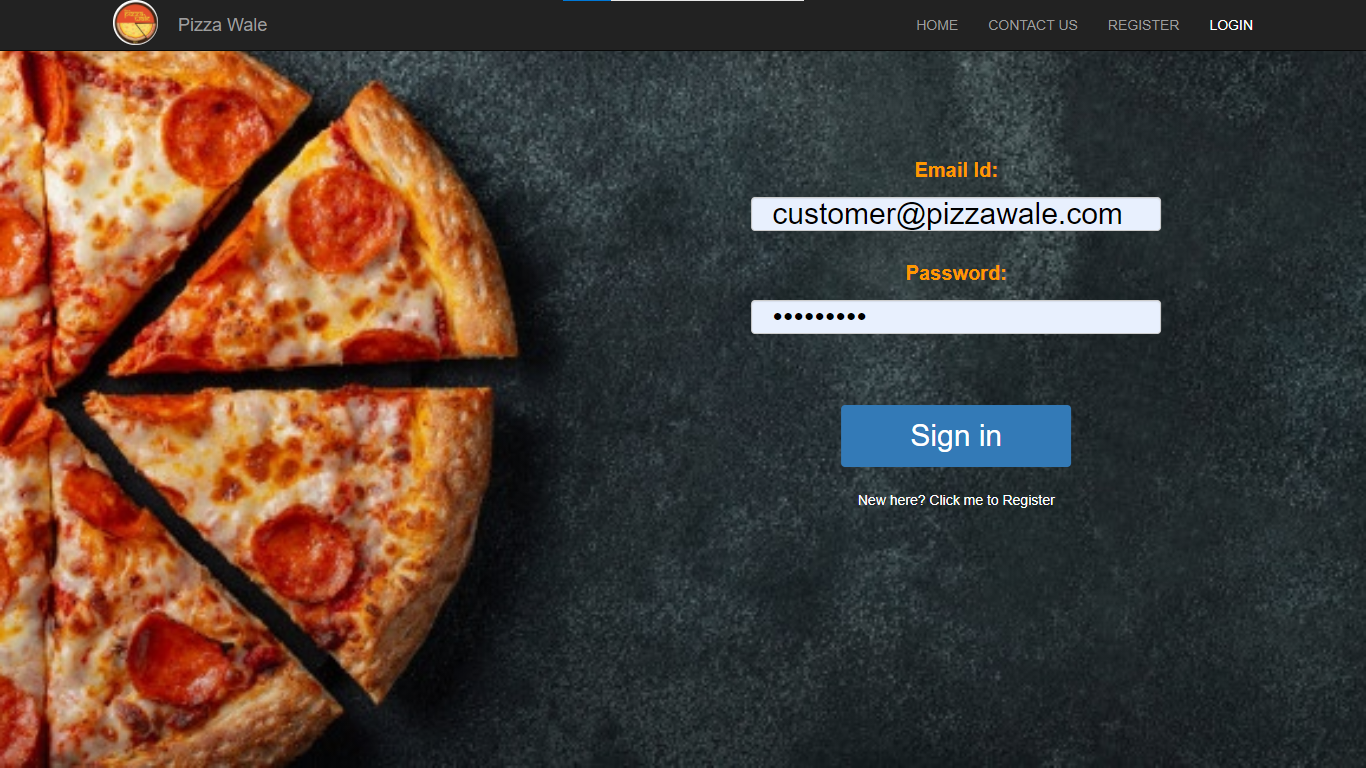 Pizza Wale
HOME CONTACT US REGISTER LOGIN
Email Id:
customer@pizzawale.com
Password:
•••••••••
Sign in
New here? Click me to Register